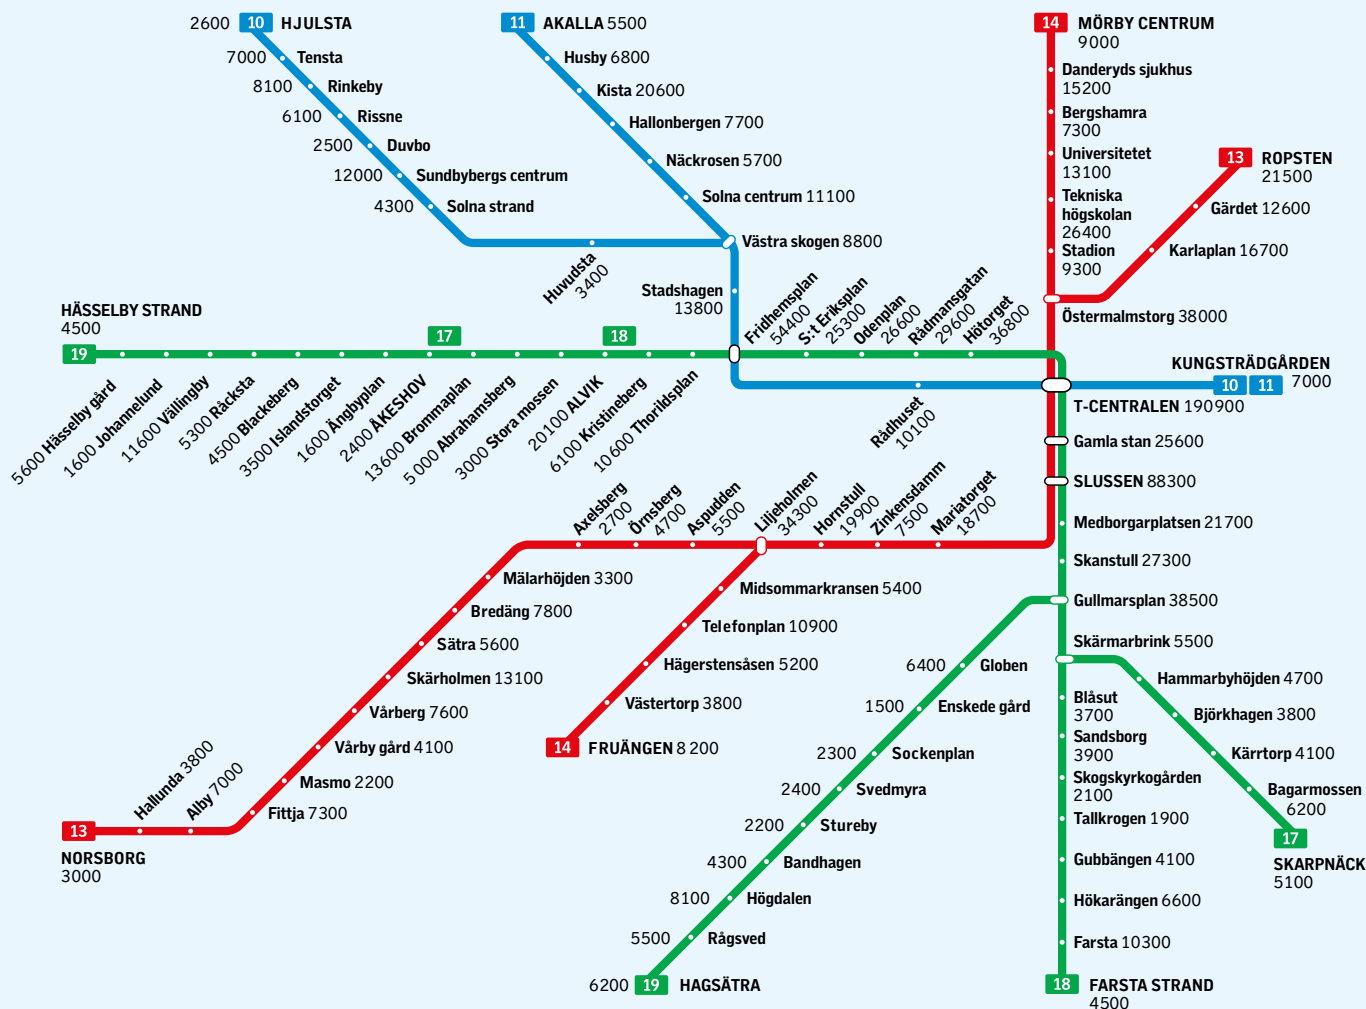 2600 10 HJULSTA
7000 Tensta
8100 Rinkeby
6100 Rissne
2500 Duvbo
12000 Sundbybergs centrum
4300 Solna strand
Huvudsta
3400
11 AKALLA 5500
Husby 6800
Kista 20600
Hallonbergen 7700
Näckrosen 5700
Solna centrum 11100
Västra skogen 8800
Stadshagen
13800
14 MÖRBY CENTRUM
9000
Danderyds sjukhus
15200
Bergshamra
7300
Universitetet
13100
Tekniska
högskolan
26400
Stadion
9300
13 ROPSTEN
21500
Gärdet 12600
Karlaplan 16700
Östermalmstorg 38000
HÄSSELBY STRAND
4500
19
17
18
5600 Hässelby gård
1600 Johannelund
11600 Vällingby
5300 Råcksta
4500 Blackeberg
3500 Islandstorget
1600 Ängbyplan
2400 ÅKESHOV
13600 Brommaplan
5000 Abrahamsberg
3000 Stora mossen
20100 ALVIK
6100 Kristineberg
10600 Thorildsplan
Fridhemsplan
54400
S:t Eriksplan
25300
Odenplan
26600
Rådmansgatan
29600
Hötorget
36800
Rådhuset
10100
KUNGSTRÄDGÅRDEN
10 11 7000
T-CENTRALEN 190900
Gamla stan 25600
SLUSSEN 88300
Medborgarplatsen 21700
Skanstull 27300
Gullmarsplan 38500
Skärmarbrink 5500
Axelsberg
2700
Örnsberg
4700
Aspudden
5500
Liljeholmen
34300
Hornstull
19900
Zinkensdamm
7500
Mariatorget
18700
Mälarhöjden 3300
Bredäng 7800
Sätra 5600
Skärholmen 13100
Vårberg 7600
Vårby gård 4100
Masmo 2200
Fittja 7300
Alby 7000
Hallunda 3800
13
NORSBORG
3000
Midsommarkransen 5400
Telefonplan 10900
Hägerstensåsen 5200
Västertorp 3800
14 FRUÄNGEN 8200
6400 Globen
1500 Enskede gård
2300 Sockenplan
2400 Svedmyra
2200 Stureby
4300 Bandhagen
8100 Högdalen
5500 Rågsved
6200 19 HAGSÄTRA
Blåsut
3700
Sandsborg
3900
Skogskyrkogården
2100
Tallkrogen 1900
Gubbängen 4100
Hökarängen 6600
Farsta 10300
18 FARSTA STRAND
4500
Hammarbyhöjden 4700
Björkhagen 3800
Kärrtorp 4100
Bagarmossen
6200
17
SKARPNÄCK
5100